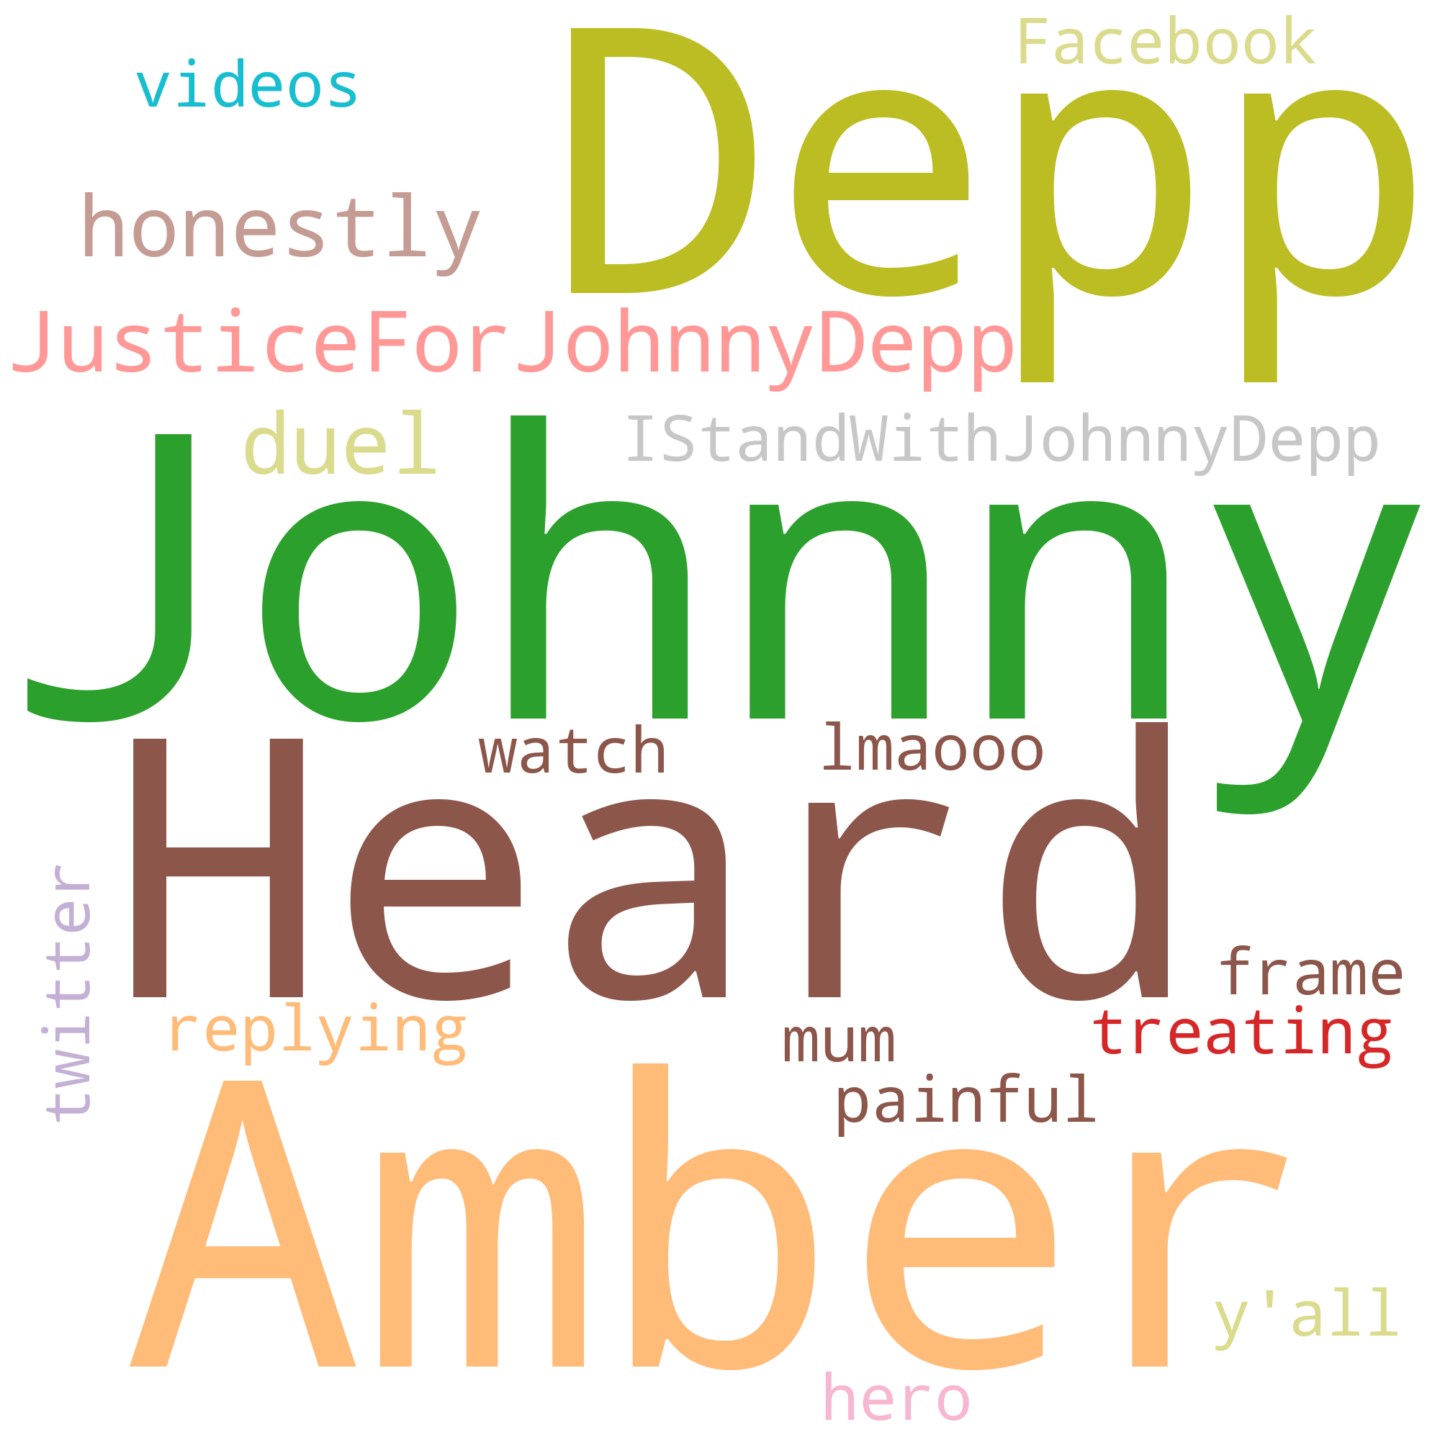 Facebook
videos
Depp
honestly
JusticeForJohnnyDepp
duel
IStandWithJohnnyDepp
Johnny
watch
lmaooo
Heard
twitter
frame
replying
mum
treating
painful
Amber
y'all
hero